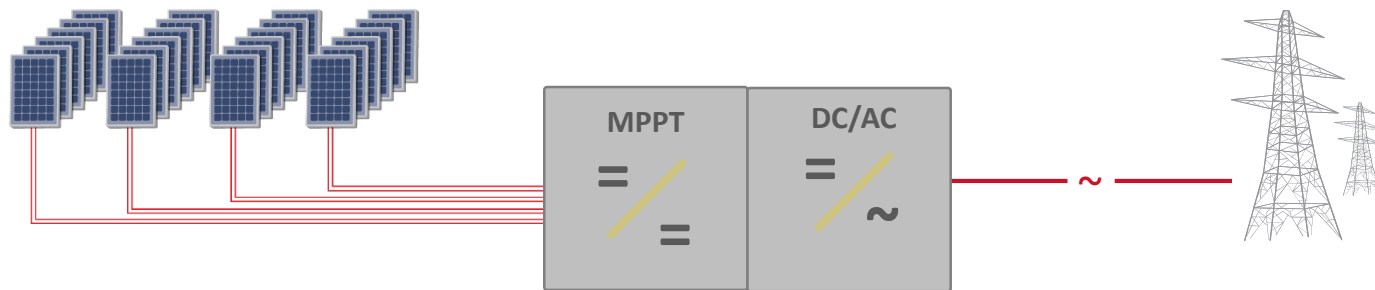 MPPT
DC/AC
=
=
=
~
~